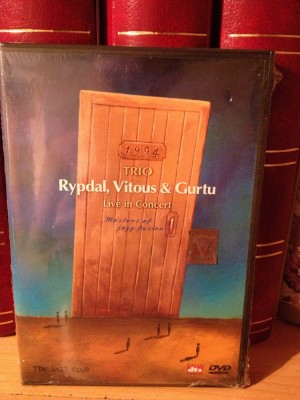 1994
TRIO
Rypdal, Vitous & Gurtu
Live in Concert
Masters of
jazz fusion
The Jazz Club
dts
DVD